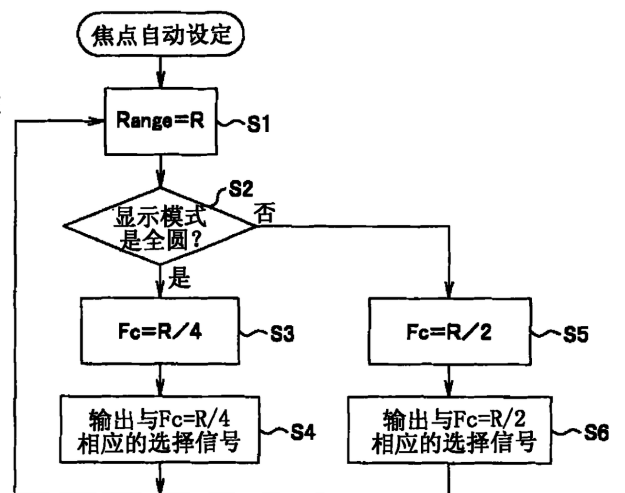 焦点自动设定
Range=R
S1
S2
显示模式
是全圆？
否
是
Fc=R/4
S3
Fc=R/2
S5
输出与Fc=R/4
相应的选择信号
S4
输出与Fc=R/2
相应的选择信号
S6